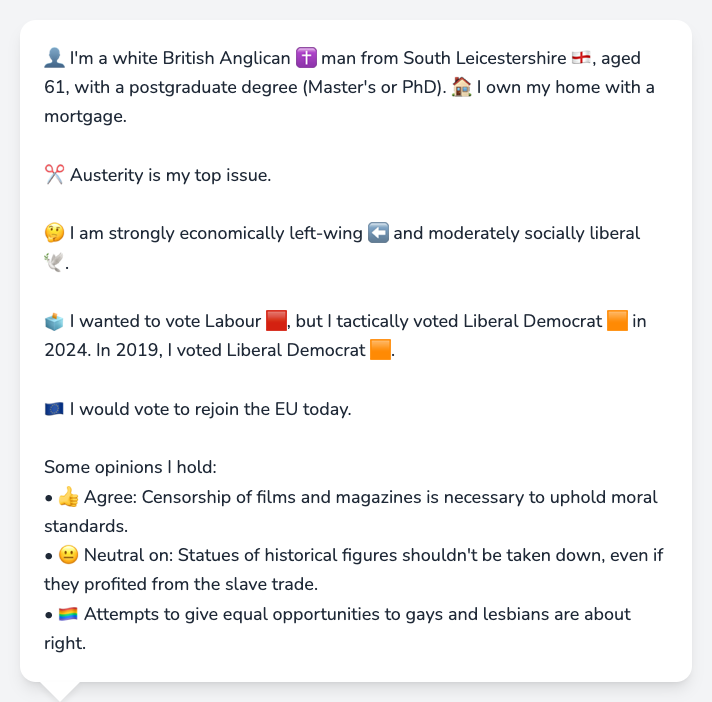 👤 I'm a white British Anglican ✝️ man from South Leicestershire 🏴󠁧󠁢󠁥󠁮󠁧󠁿, aged
61, with a postgraduate degree (Master's or PhD). 🏠 I own my home with a
mortgage.
✂️ Austerity is my top issue.
🤔 I am strongly economically left-wing ⬅️ and moderately socially liberal
🕊️.
🗳️ I wanted to vote Labour 🟥, but I tactically voted Liberal Democrat 🟧 in
2024. In 2019, I voted Liberal Democrat 🟧.
🇪🇺 I would vote to rejoin the EU today.
Some opinions I hold:
• 👍 Agree: Censorship of films and magazines is necessary to uphold moral
standards.
• 😐 Neutral on: Statues of historical figures shouldn't be taken down, even if
they profited from the slave trade.
• 🏳️‍🌈 Attempts to give equal opportunities to gays and lesbians are about
right.